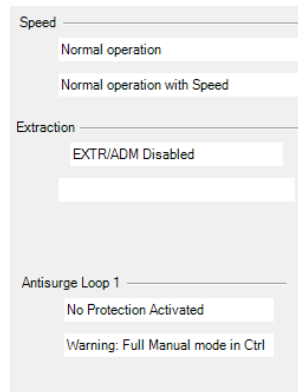 Speed
Normal operation
Normal operation with Speed
Extraction
EXTR/ADM Disabled
Antisurge Loop 1
No Protection Activated
Warning: Full Manual mode in Ctrl